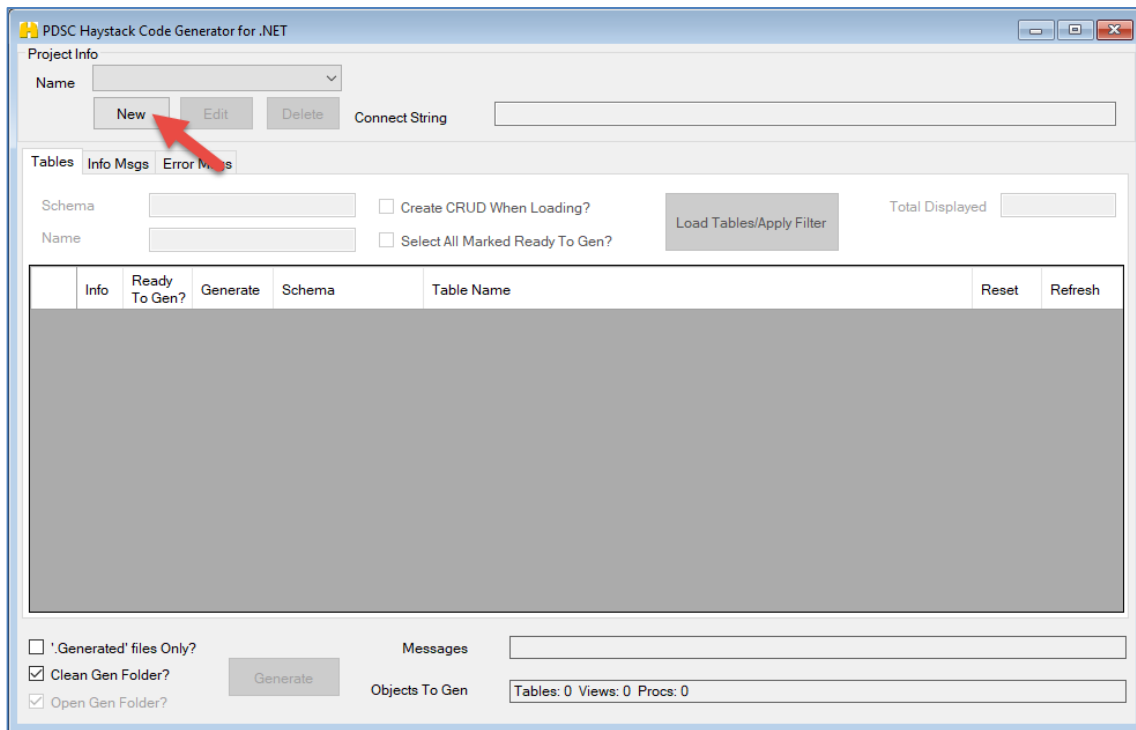 PDSC Haystack Code Generator for .NET
Project Info
Name
New Edit Delete Connect String
Tables Info Msgs Error Msgs
Schema Create CRUD When Loading? Load Tables/Apply Filter Total Displayed
Name Select All Marked Ready To Gen?
Info Ready To Gen? Generate Schema Table Name Reset Refresh
'.Generated' files Only? Messages
Clean Gen Folder? Generate
Open Gen Folder? Objects To Gen Tables: 0 Views: 0 Procs: 0